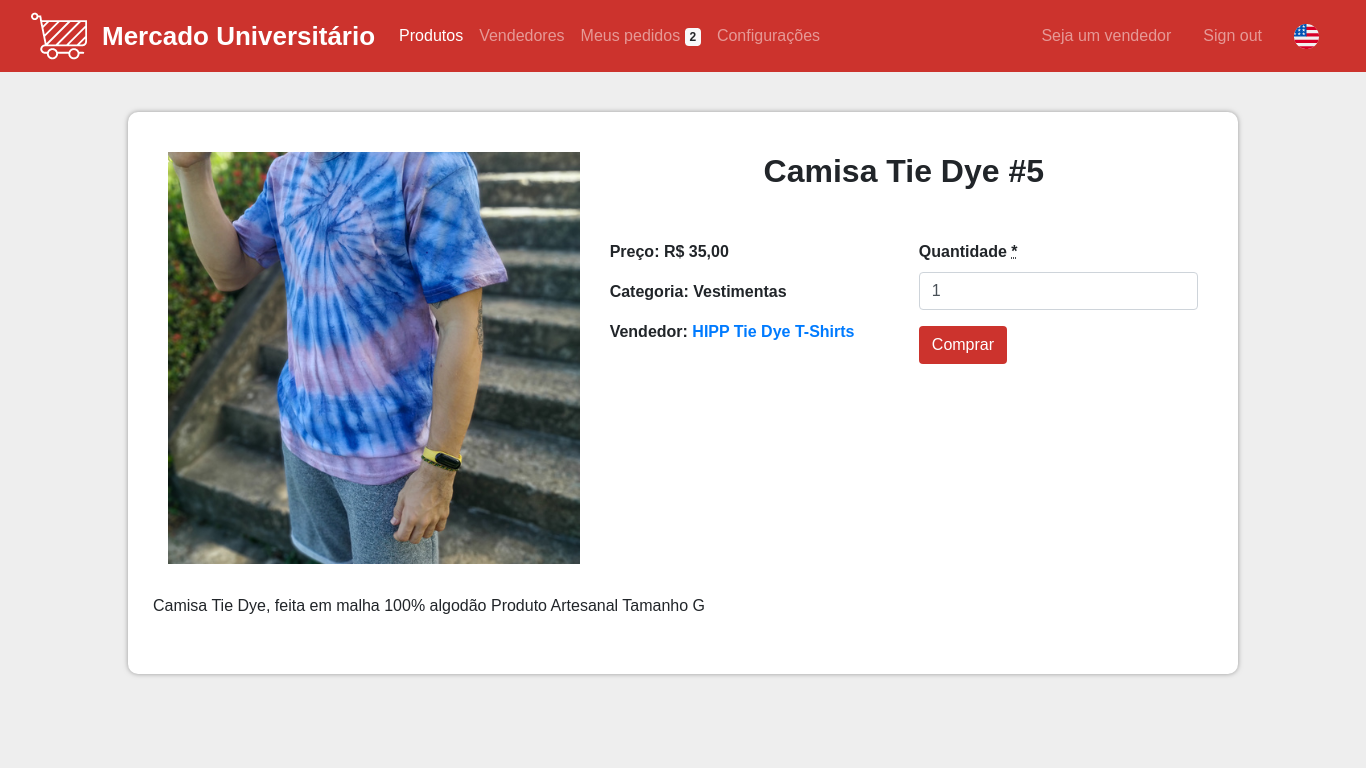 Mercado Universitário
Produtos
Vendedores
Meus pedidos 2
Configurações
Seja um vendedor
Sign out
Camisa Tie Dye #5
Preço: R$ 35,00
Categoria: Vestimentas
Vendedor: HIPP Tie Dye T-Shirts
Quantidade *
1
Comprar
Camisa Tie Dye, feita em malha 100% algodão Produto Artesanal Tamanho G